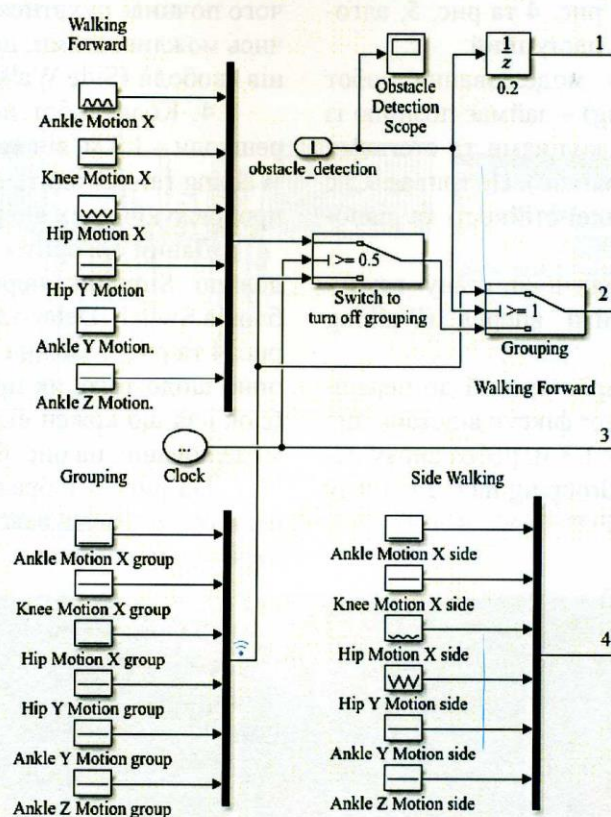 Walking
Forward
Ankle Motion X
Knee Motion X
Hip Motion X
Hip Y Motion
Ankle Y Motion.
Ankle Z Motion.
obstacle_detection
Obstacle
Detection
Scope
1
z
0.2
1
>= 0.5
Switch to
turn off grouping
2
>=
Grouping
Walking Forward
3
...
Clock
Grouping
Ankle Motion X group
Knee Motion X group
Hip Motion X group
Hip Y Motion group
Ankle Y Motion group
Ankle Z Motion group
Side Walking
Ankle Motion X side
Knee Motion X side
Hip Motion X side
Hip Y Motion side
Ankle Y Motion side
Ankle Z Motion side
4